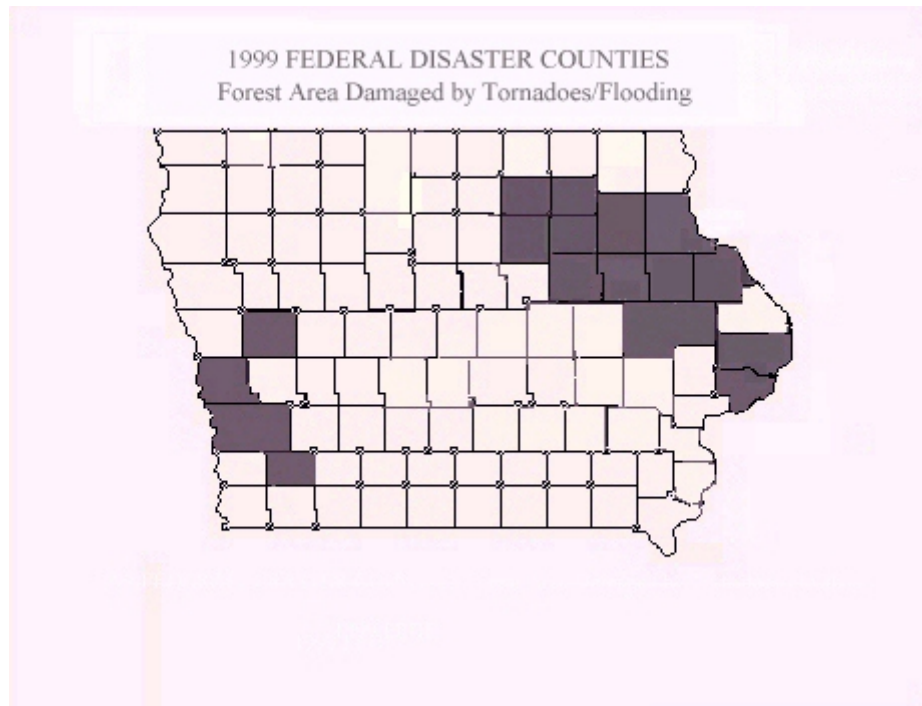 1999 FEDERAL DISASTER COUNTIES
Forest Area Damaged by Tornadoes/Flooding